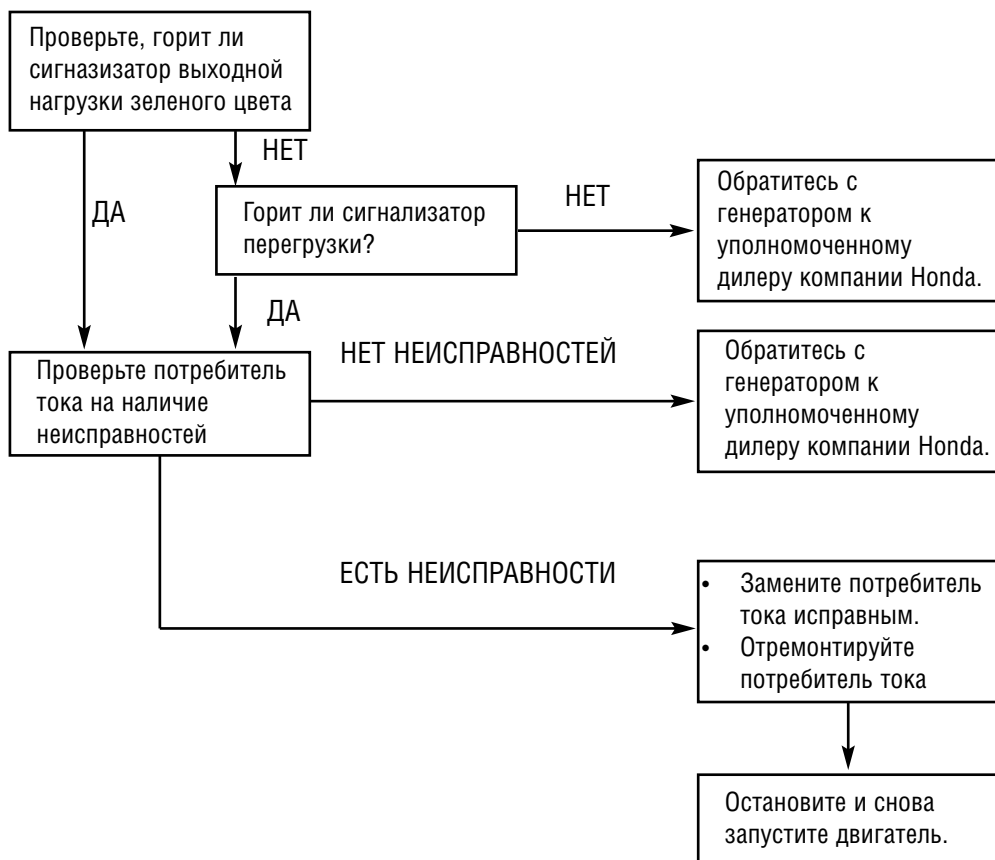 Проверьте, горит ли
сигназизатор выходной
нагрузки зеленого цвета
НЕТ
ДА
Горит ли сигнализатор
перегрузки?
НЕТ
Обратитесь с
генератором к
уполномоченному
дилеру компании Honda.
ДА
Проверьте потребитель
тока на наличие
неисправностей
НЕТ НЕИСПРАВНОСТЕЙ
Обратитесь с
генератором к
уполномоченному
дилеру компании Honda.
ЕСТЬ НЕИСПРАВНОСТИ
• Замените потребитель
тока исправным.
• Отремонтируйте
потребитель тока
Остановите и снова
запустите двигатель.